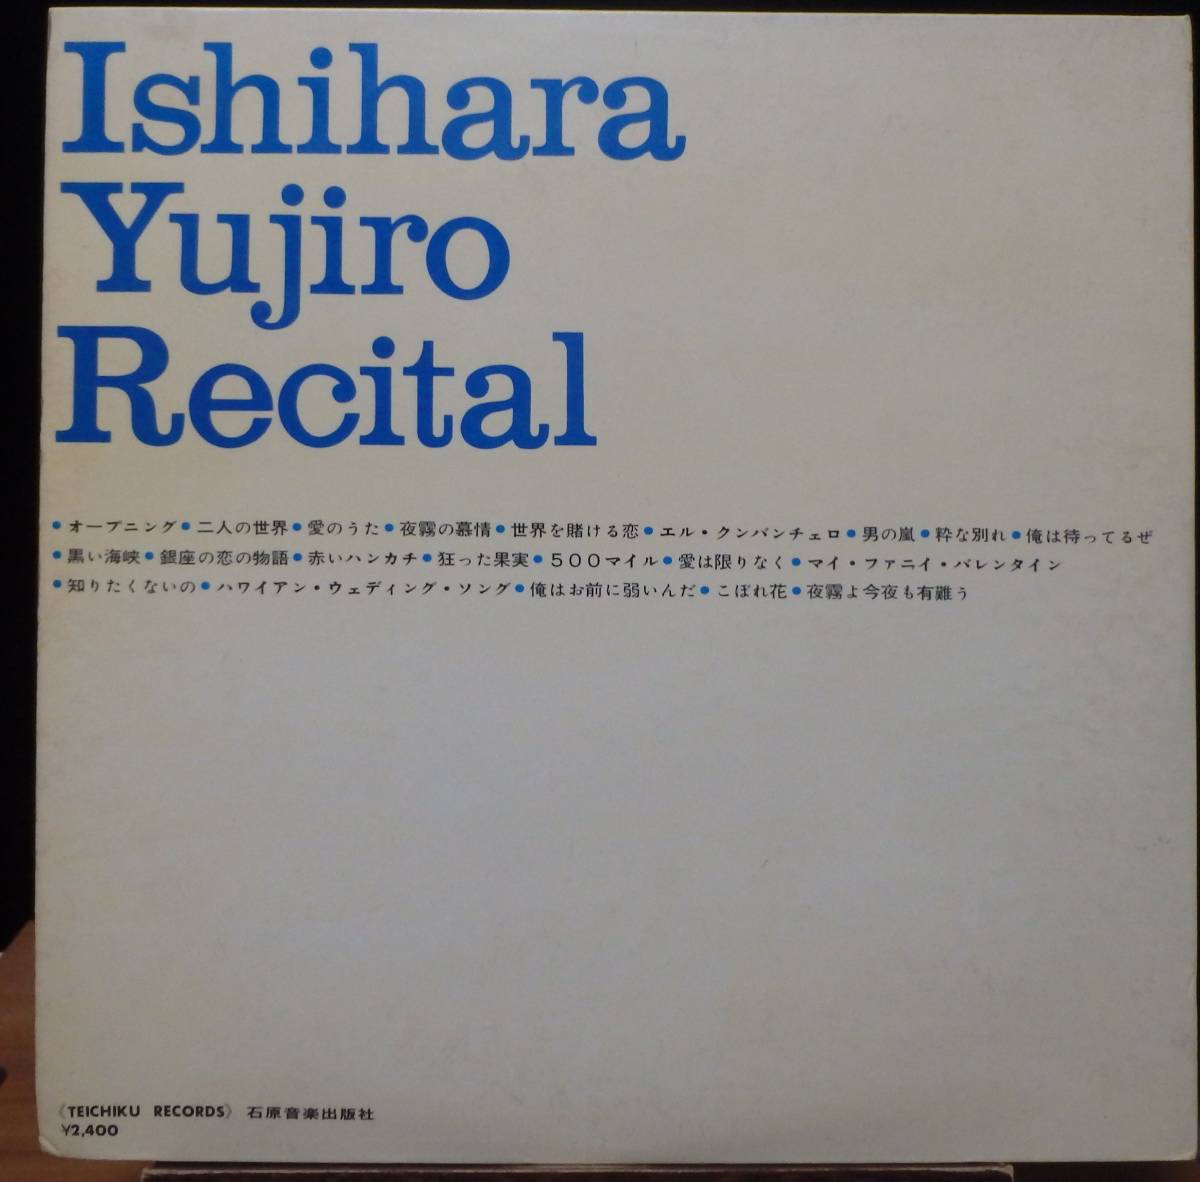 Ishihara
Yujiro
Recital
●オープニング●二人の世界●愛のうた●夜霧の慕情●世界を賭ける恋●エル・クンバンチェロ●男の嵐●粋な別れ●俺は待ってるぜ
●黒い海峡●銀座の恋の物語●赤いハンカチ●狂った果実●500マイル●愛は限りなく●マイ・ファニイ・バレンタイン
●知りたくないの●ハワイアン・ウェディング・ソング●俺はお前に弱いんだ●こぼれ花●夜霧よ今夜も有難う
《TEICHIKU RECORDS》 石原音楽出版社
¥2,400